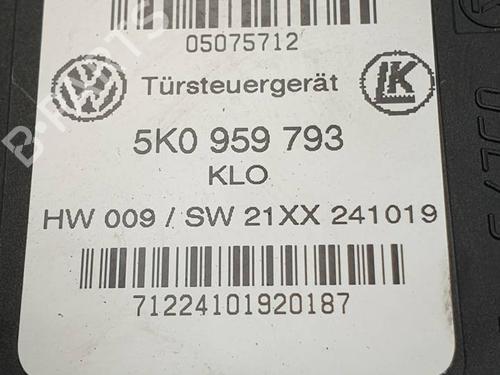 05075712
Türsteuergerät
5K0 959 793
KLO
HW 009 / SW 21XX 241019
71224101920187